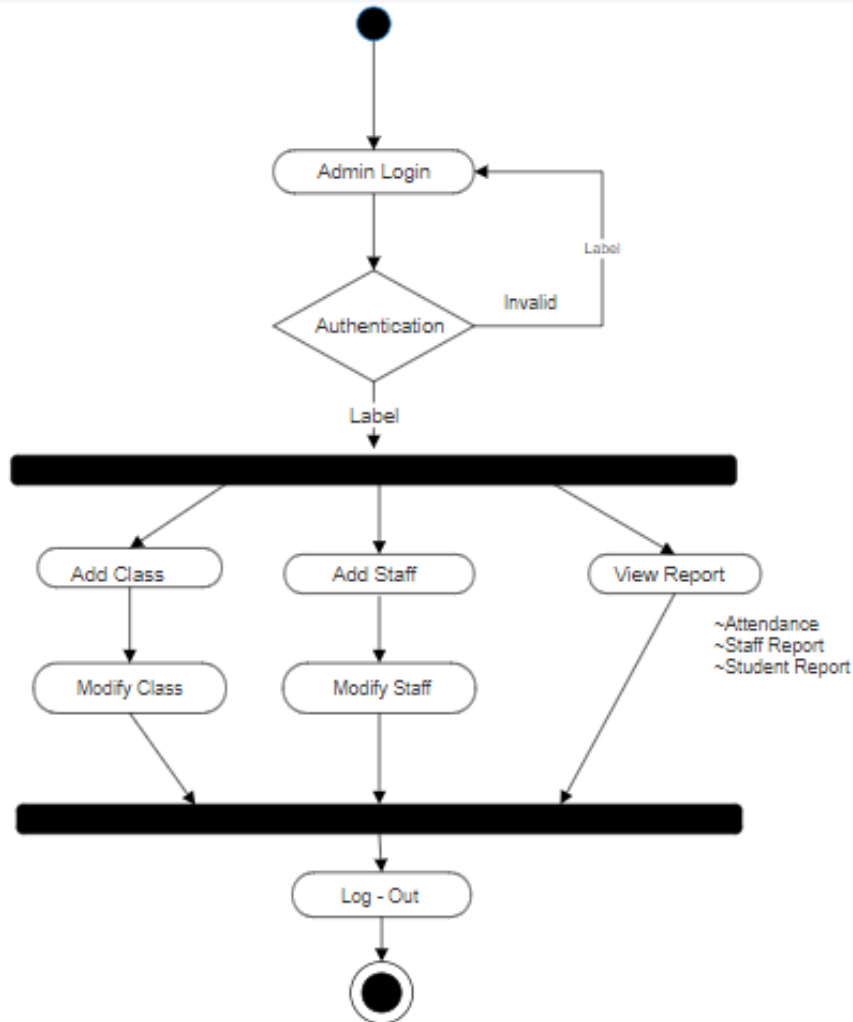 Admin Login
Label
Invalid
Authentication
Label
Add Class
Add Staff
View Report
~Attendance
~Staff Report
~Student Report
Modify Class
Modify Staff
Log - Out